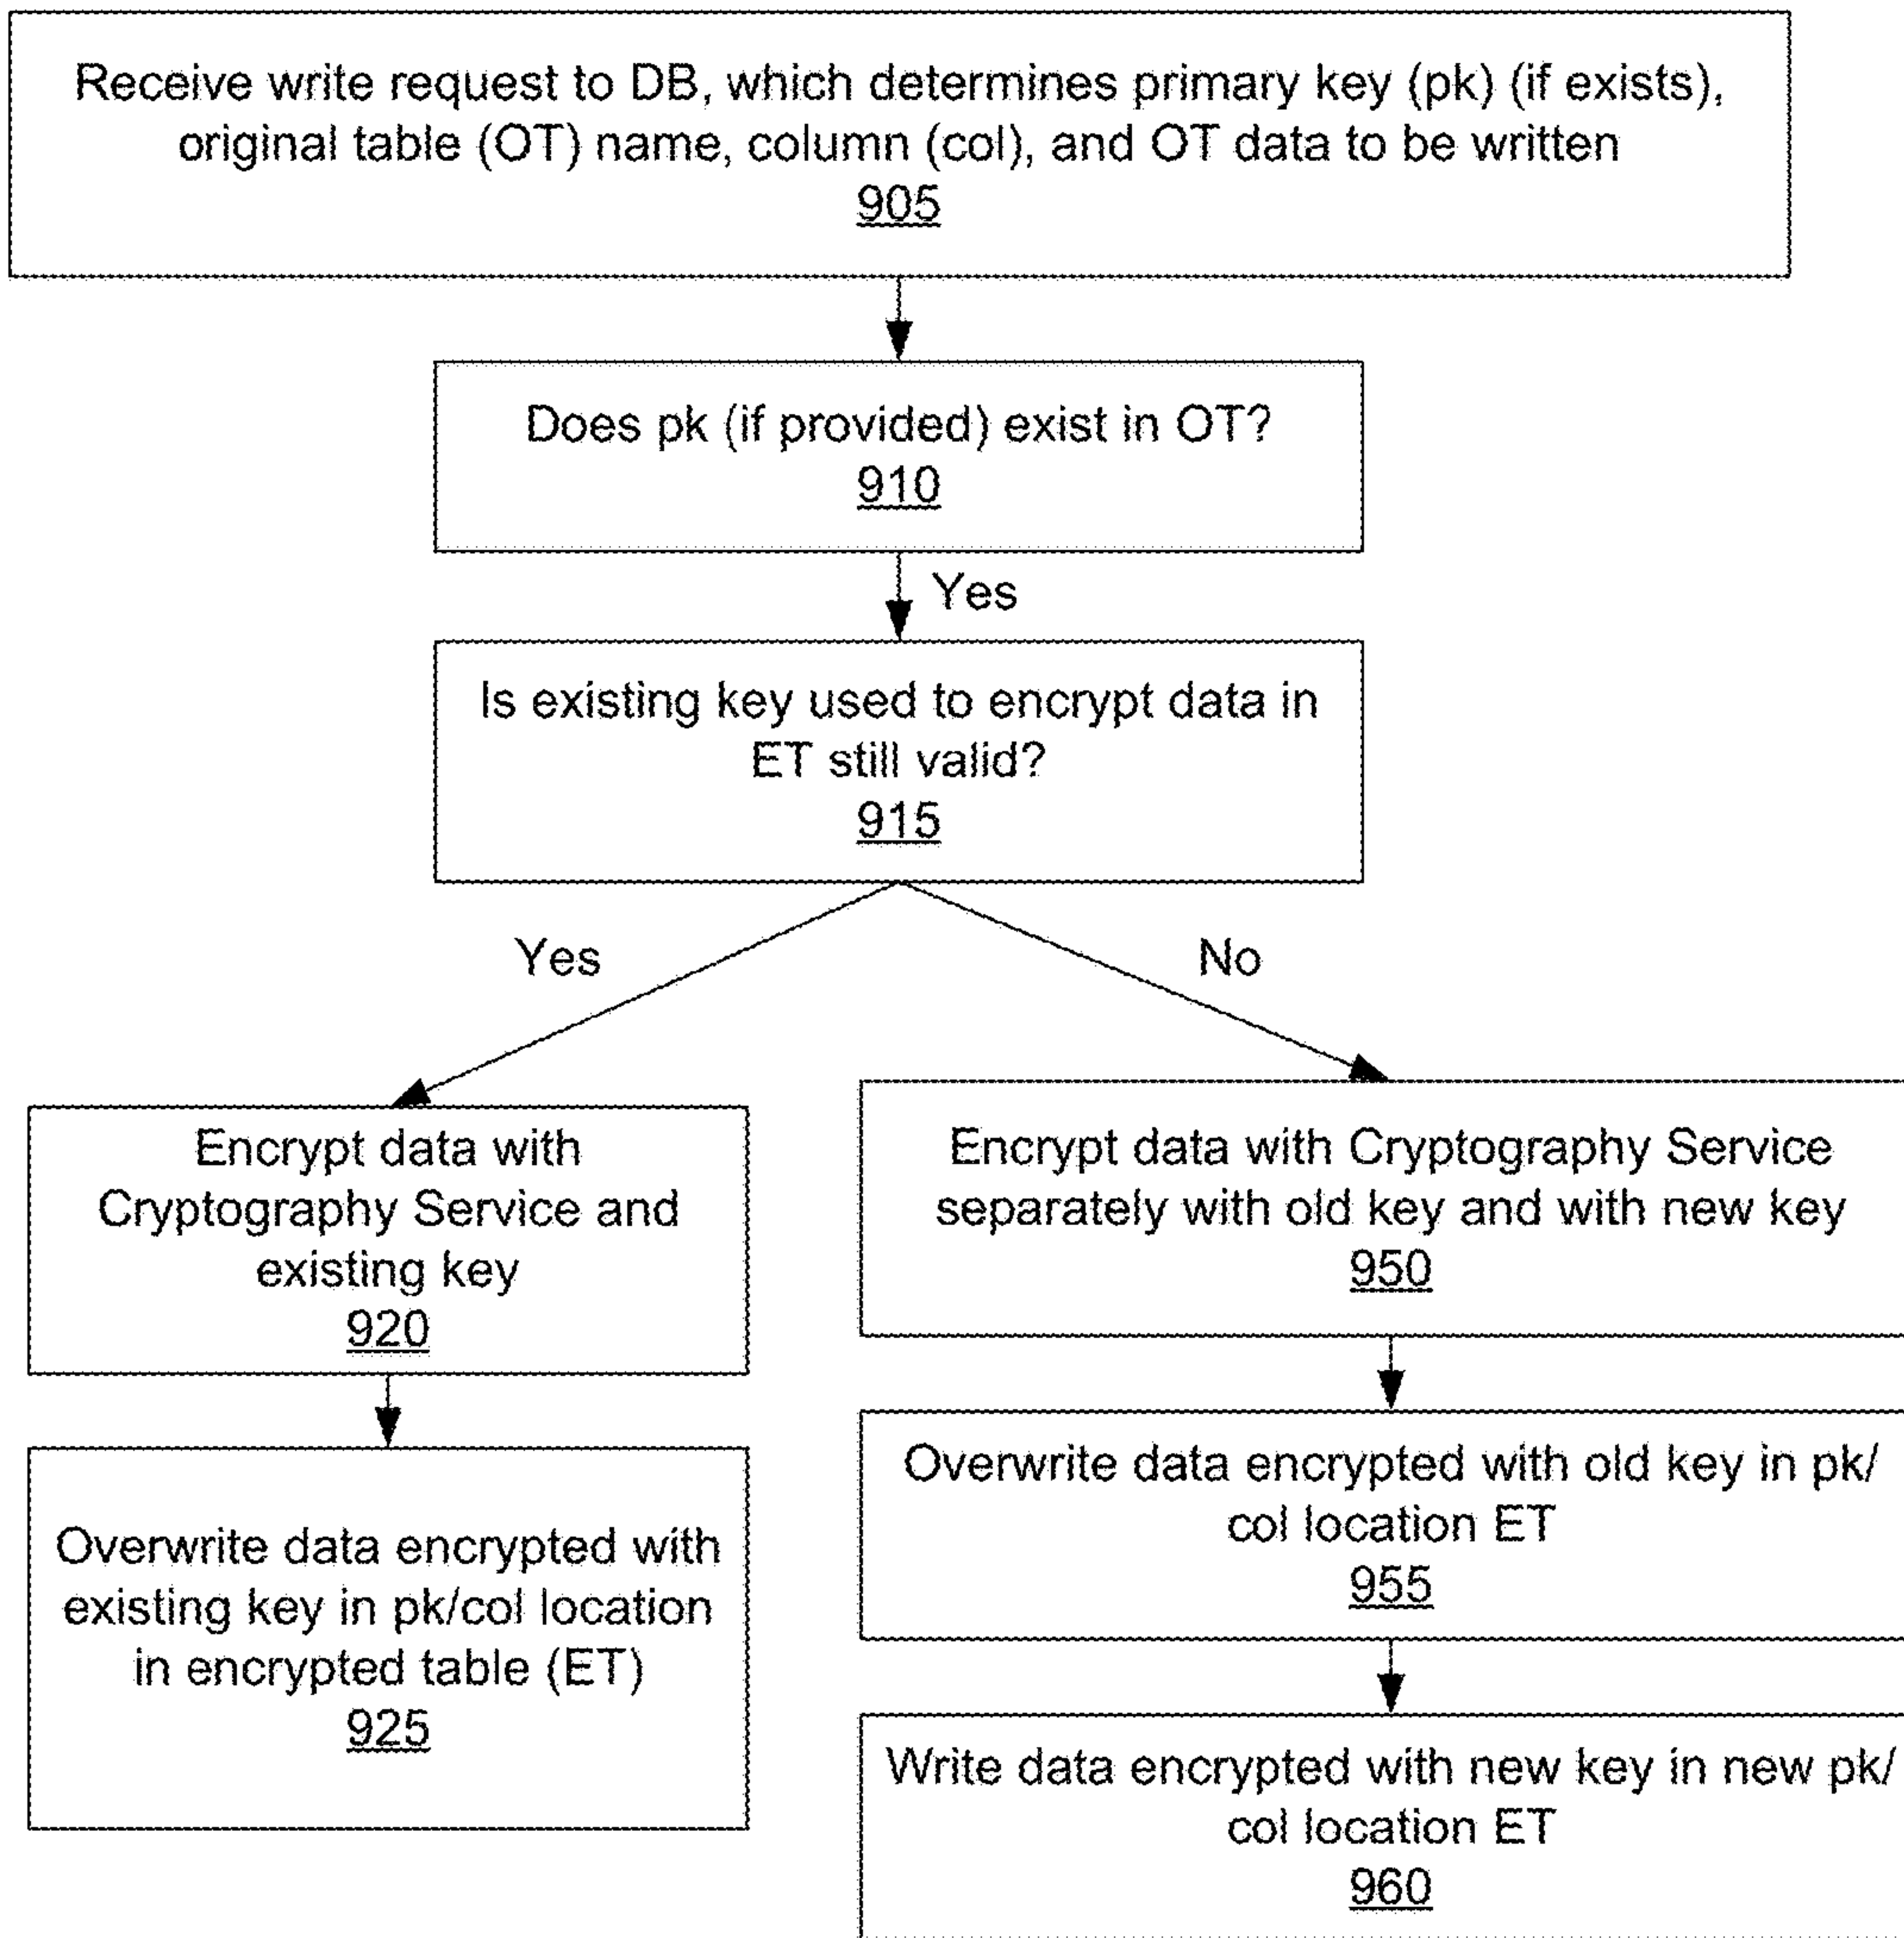 Receive write request to DB, which determines primary key (pk) (if exists),
original table (OT) name, column (col), and OT data to be written
905
Does pk (if provided) exist in OT?
910
Yes
Is existing key used to encrypt data in
ET still valid?
915
Yes
No
Encrypt data with
Cryptography Service and
existing key
920
Encrypt data with Cryptography Service
separately with old key and with new key
950
Overwrite data encrypted with
existing key in pk/col location
in encrypted table (ET)
925
Overwrite data encrypted with old key in pk/
col location ET
955
Write data encrypted with new key in new pk/
col location ET
960